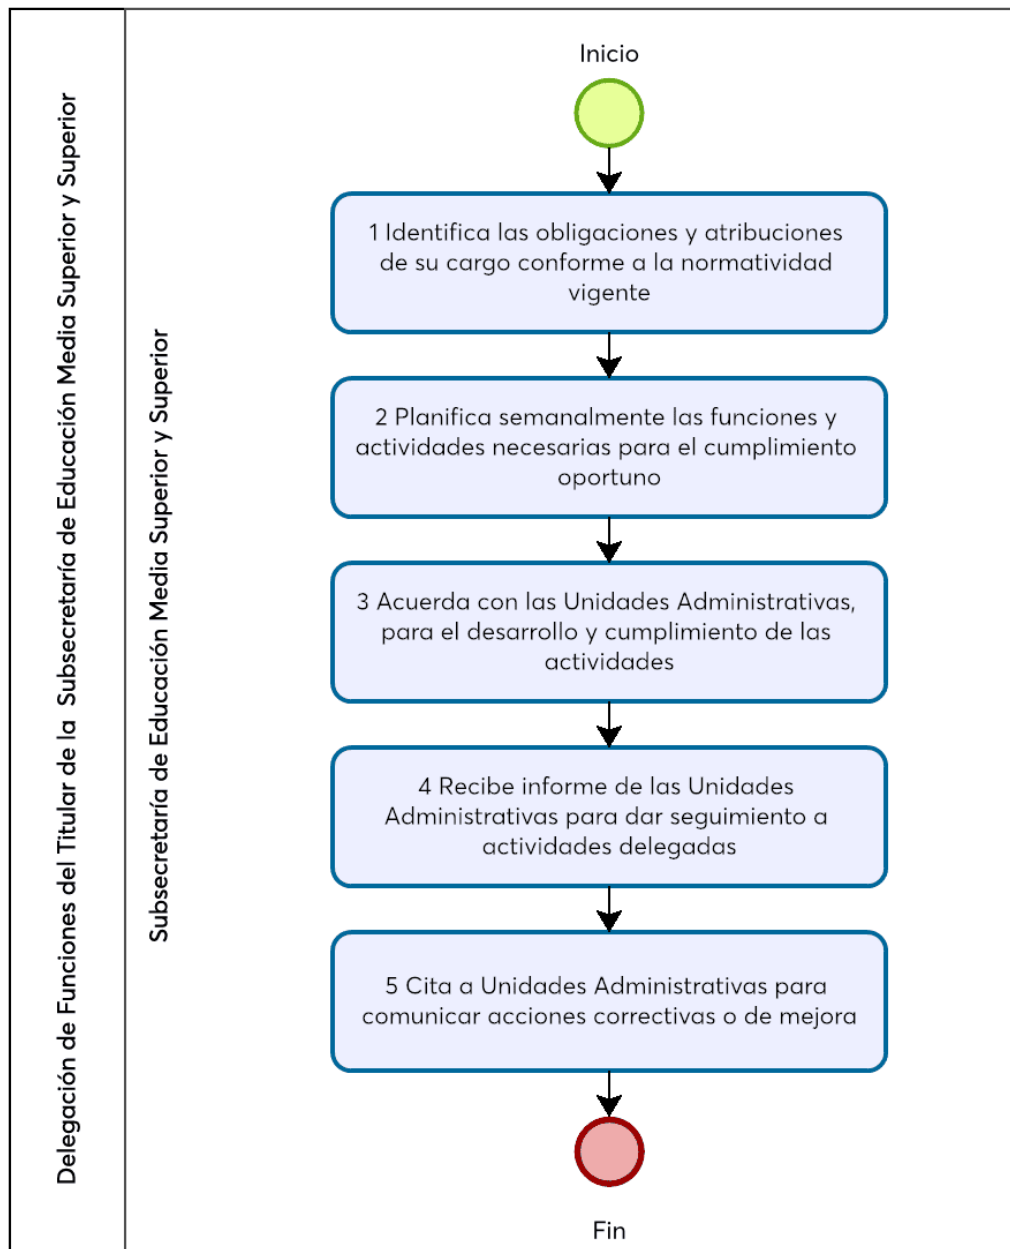 Delegación de Funciones del Titular de la Subsecretaría de Educación Media Superior y Superior
Subsecretaría de Educación Media Superior y Superior
Inicio
1 Identifica las obligaciones y atribuciones
de su cargo conforme a la normatividad
vigente
2 Planifica semanalmente las funciones y
actividades necesarias para el cumplimiento
oportuno
3 Acuerda con las Unidades Administrativas,
para el desarrollo y cumplimiento de las
actividades
4 Recibe informe de las Unidades
Administrativas para dar seguimiento a
actividades delegadas
5 Cita a Unidades Administrativas para
comunicar acciones correctivas o de mejora
Fin